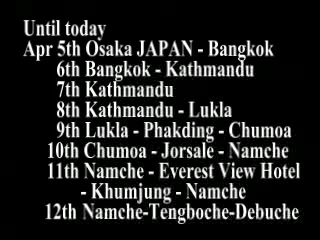 Until today
Apr 5th Osaka JAPAN - Bangkok
6th Bangkok - Kathmandu
7th Kathmandu
8th Kathmandu - Lukla
9th Lukla - Phakding - Chumoa
10th Chumoa - Jorsale - Namche
11th Namche - Everest View Hotel
- Khumjung - Namche
12th Namche-Tengboche-Debuche